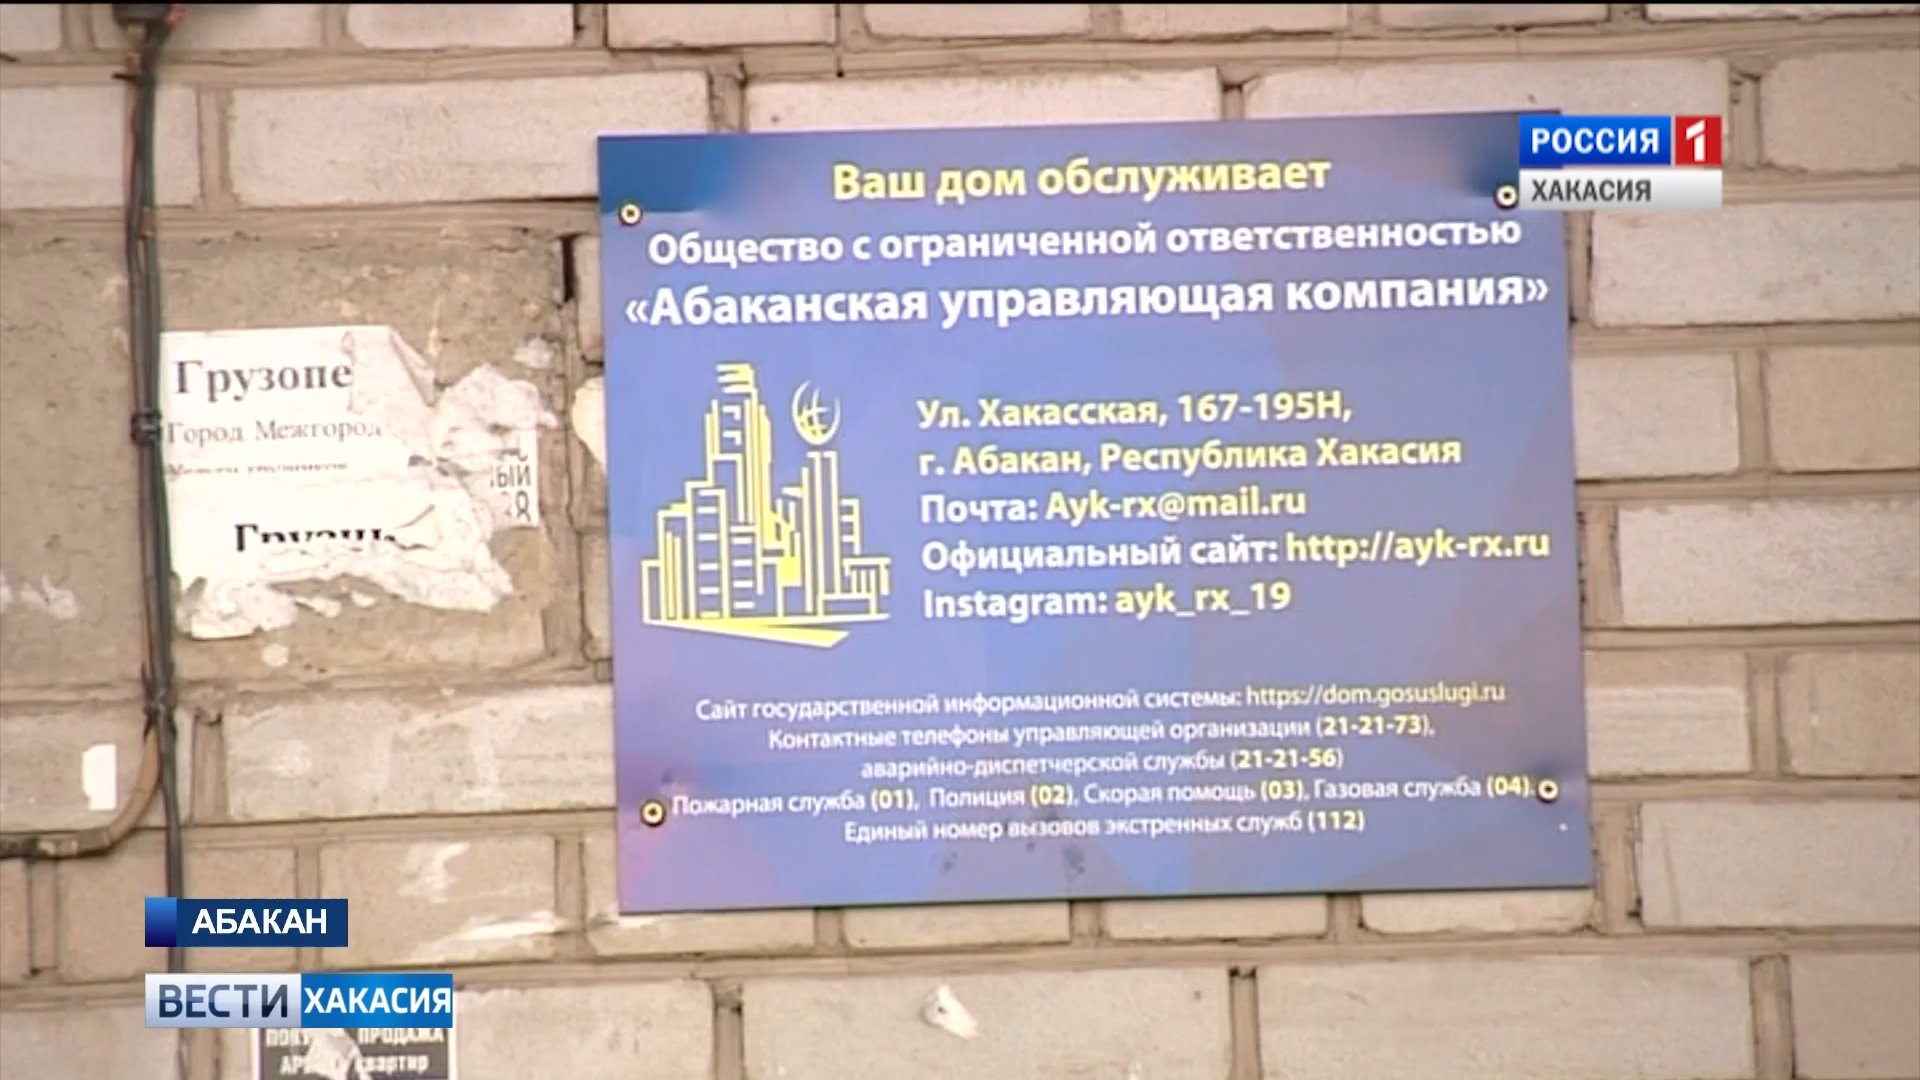 Ваш дом обслуживает
Общество с ограниченной ответственностью
«Абаканская управляющая компания»
Ул. Хакасская, 167-195Н,
г. Абакан, Республика Хакасия
Почта: Ayk-rx@mail.ru
Официальный сайт: http://ayk-rx.ru
Instagram: ayk_rx_19
Сайт государственной информационной системы: https://dom.gosuslugi.ru
Контактные телефоны управляющей организации (21-21-73),
аварийно-диспетчерской службы (21-21-56)
Пожарная служба (01), Полиция (02), Скорая помощь (03), Газовая служба (04).
Единый номер вызовов экстренных служб (112)
РОССИЯ 1
ХАКАСИЯ
Грузопе
Город Межгород
ЫЙ
АБАКАН
ВЕСТИ ХАКАСИЯ
ПРОДАЖА
квартир